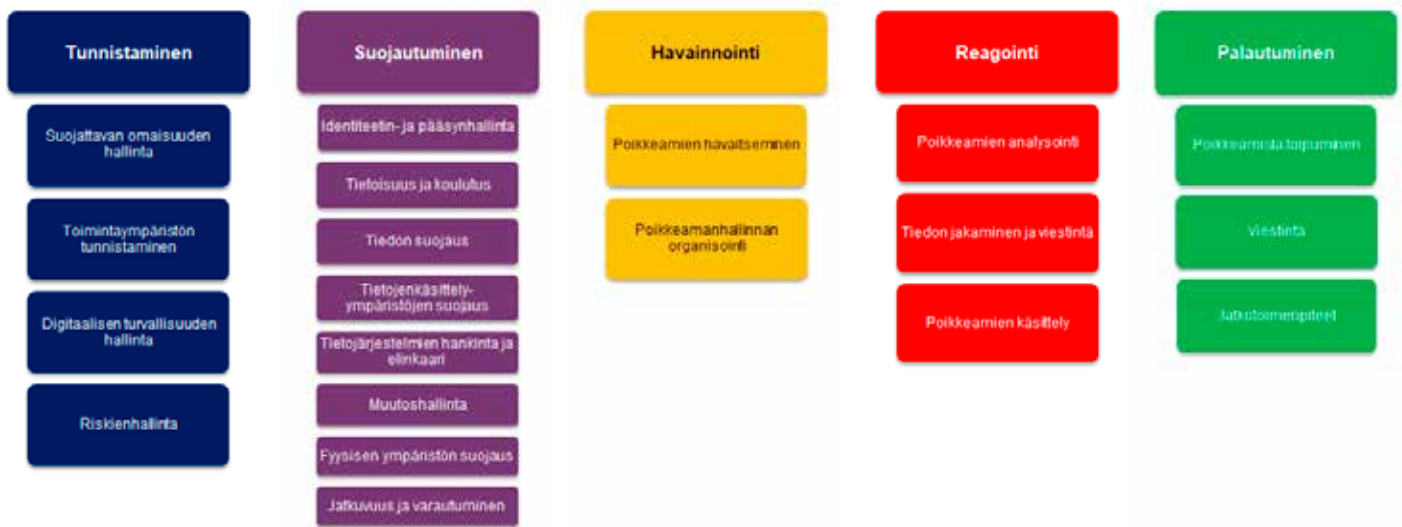 Tunnistaminen
Suojattavan omaisuuden
hallinta
Toimintaympäristön
tunnistaminen
Digitaalisen turvallisuuden
hallinta
Riskienhallinta
Suojautuminen
Identiteetin- ja pääsynhallinta
Tietoisuus ja koulutus
Tiedon suojaus
Tietojenkäsittely-
ympäristöjen suojaus
Tietojärjestelmien hankinta ja
elinkaari
Muutoshallinta
Fyysisen ympäristön suojaus
Jatkuvuus ja varautuminen
Havainnointi
Poikkeamien havaitseminen
Poikkeamanhallinnan
organisointi
Reagointi
Poikkeamien analysointi
Tiedon jakaminen ja viestintä
Poikkeamien käsittely
Palautuminen
Poikkeamista toipuminen
Viestintä
Jatkotoimenpiteet